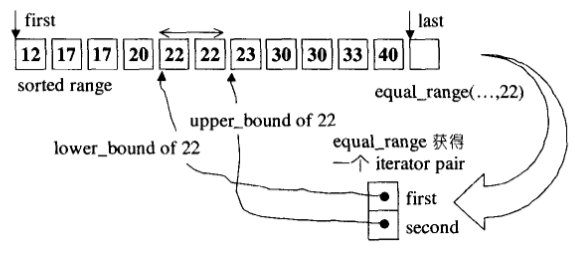 first
last
12 17 17 20 22 22 23 30 30 33 40
sorted range
equal_range(…,22)
upper_bound of 22
lower_bound of 22
equal_range 获得
一个 iterator pair
first
second